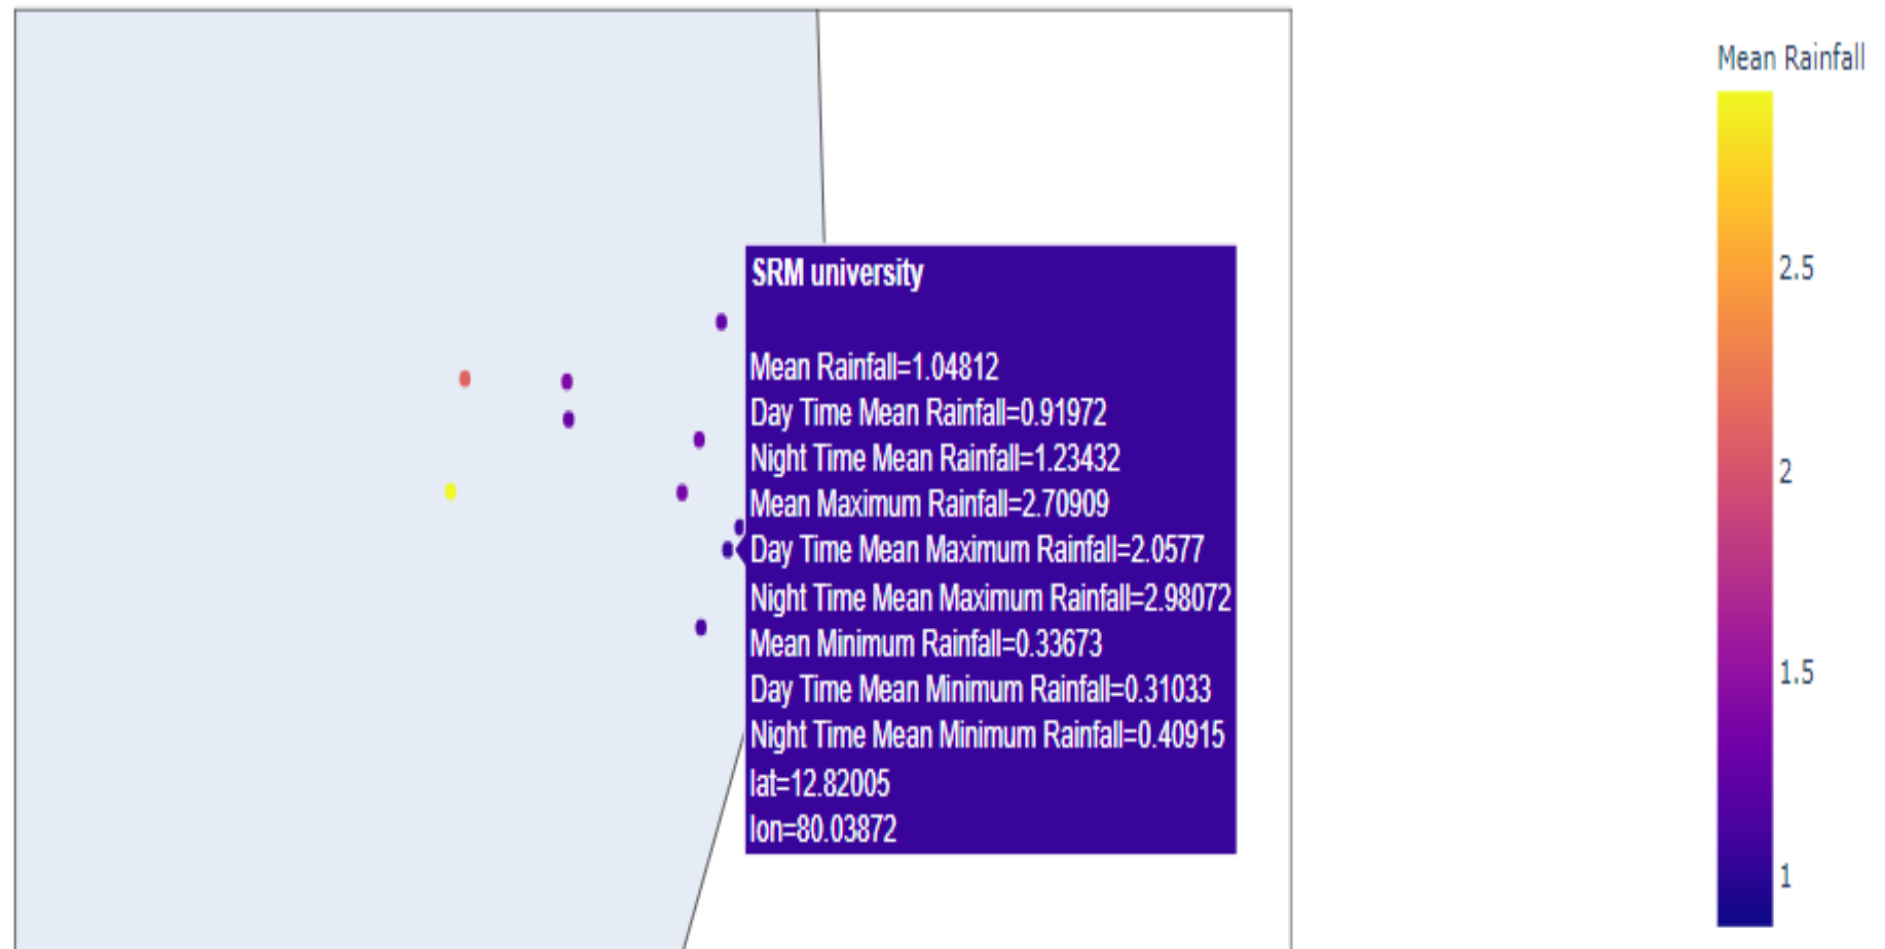 Mean Rainfall
2.5
2
1.5
1
SRM university
Mean Rainfall=1.04812
Day Time Mean Rainfall=0.91972
Night Time Mean Rainfall=1.23432
Mean Maximum Rainfall=2.70909
Day Time Mean Maximum Rainfall=2.0577
Night Time Mean Maximum Rainfall=2.98072
Mean Minimum Rainfall=0.33673
Day Time Mean Minimum Rainfall=0.31033
Night Time Mean Minimum Rainfall=0.40915
lat=12.82005
lon=80.03872